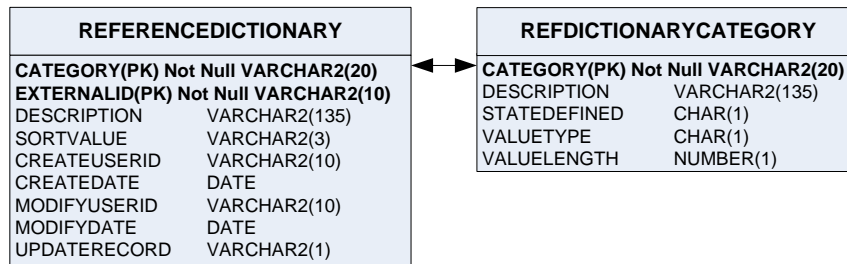 REFERENCEDICTIONARY
CATEGORY(PK) Not Null VARCHAR2(20)
EXTERNALID(PK) Not Null VARCHAR2(10)
DESCRIPTION VARCHAR2(135)
SORTVALUE VARCHAR2(3)
CREATEUSERID VARCHAR2(10)
CREATEDATE DATE
MODIFYUSERID VARCHAR2(10)
MODIFYDATE DATE
UPDATERECORD VARCHAR2(1)
REFDICTIONARYCATEGORY
CATEGORY(PK) Not Null VARCHAR2(20)
DESCRIPTION VARCHAR2(135)
STATEDEFINED CHAR(1)
VALUETYPE CHAR(1)
VALUELENGTH NUMBER(1)